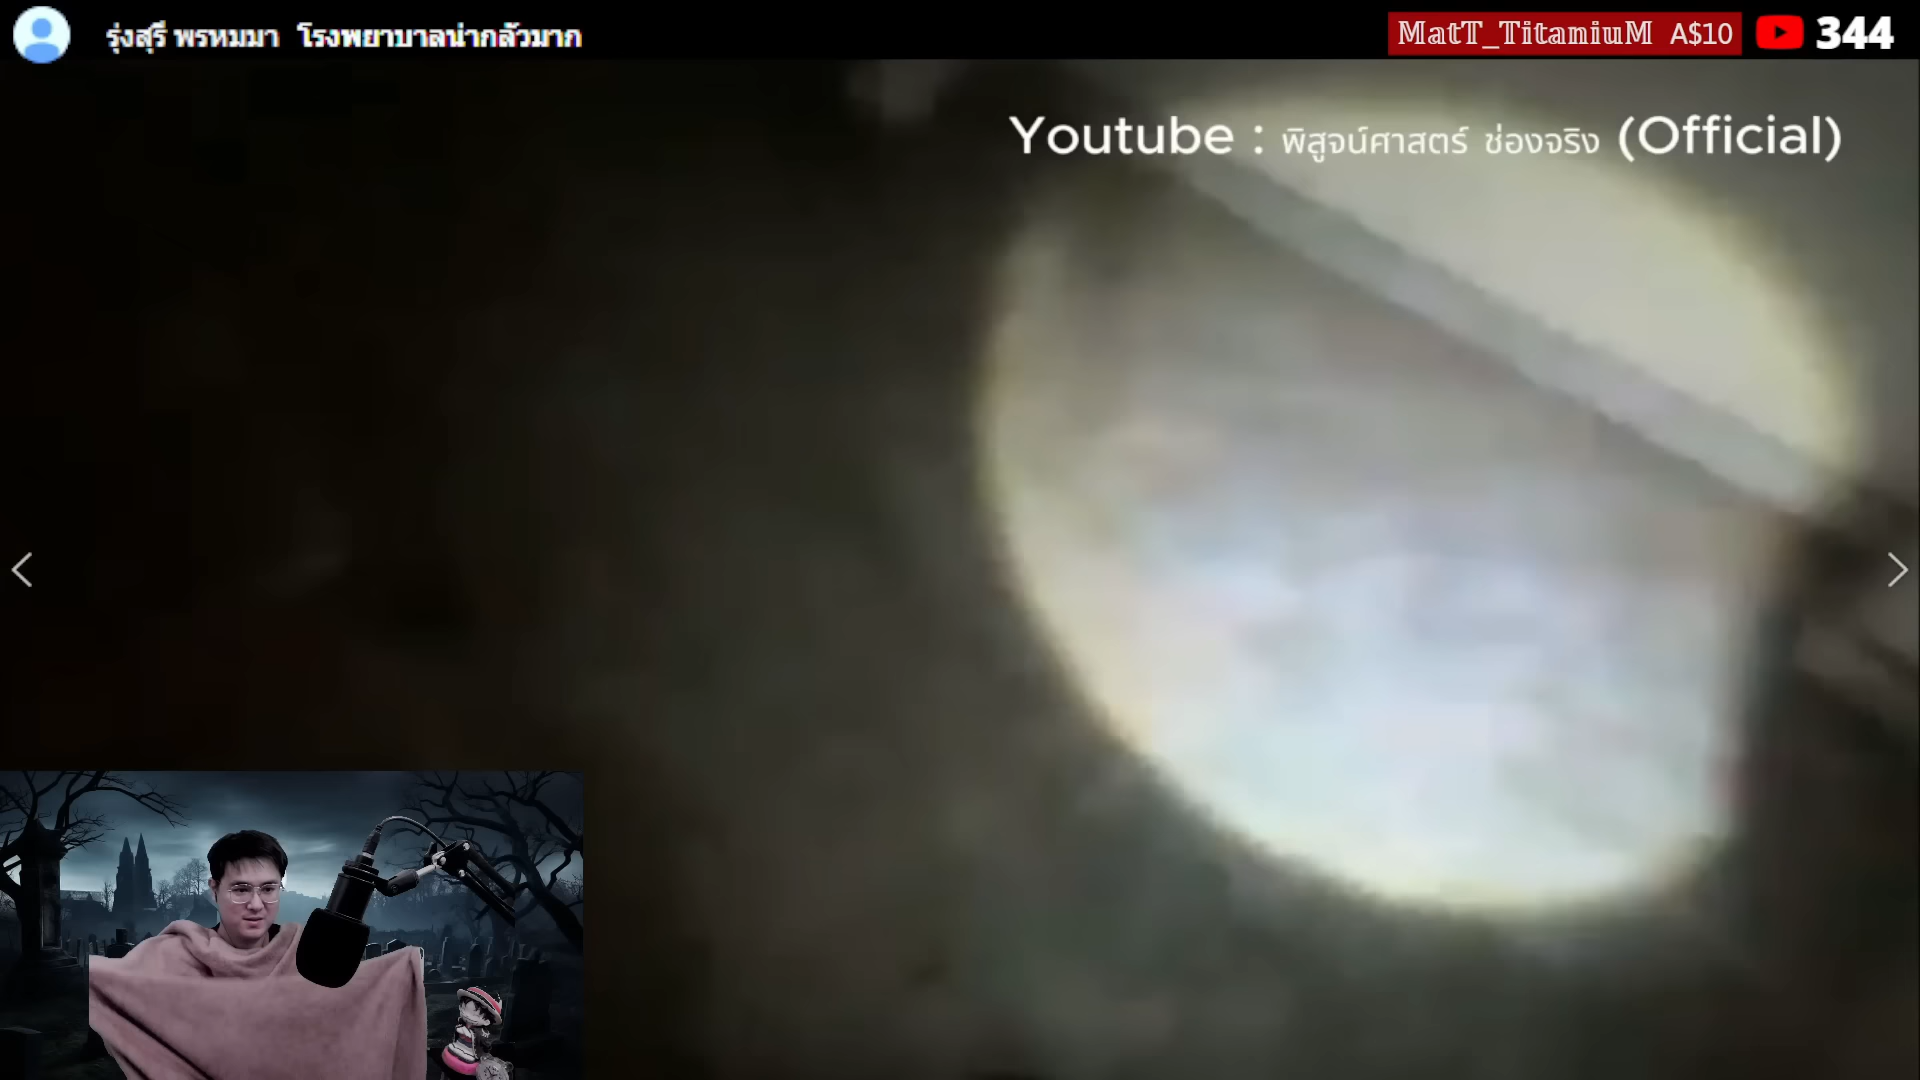 รุ่งสุรี พรหมมา โรงพยาบาลน่ากลัวมาก
MatT_TitaniuM A$10 344
Youtube : พิสูจน์ศาสตร์ ช่องจริง (Official)